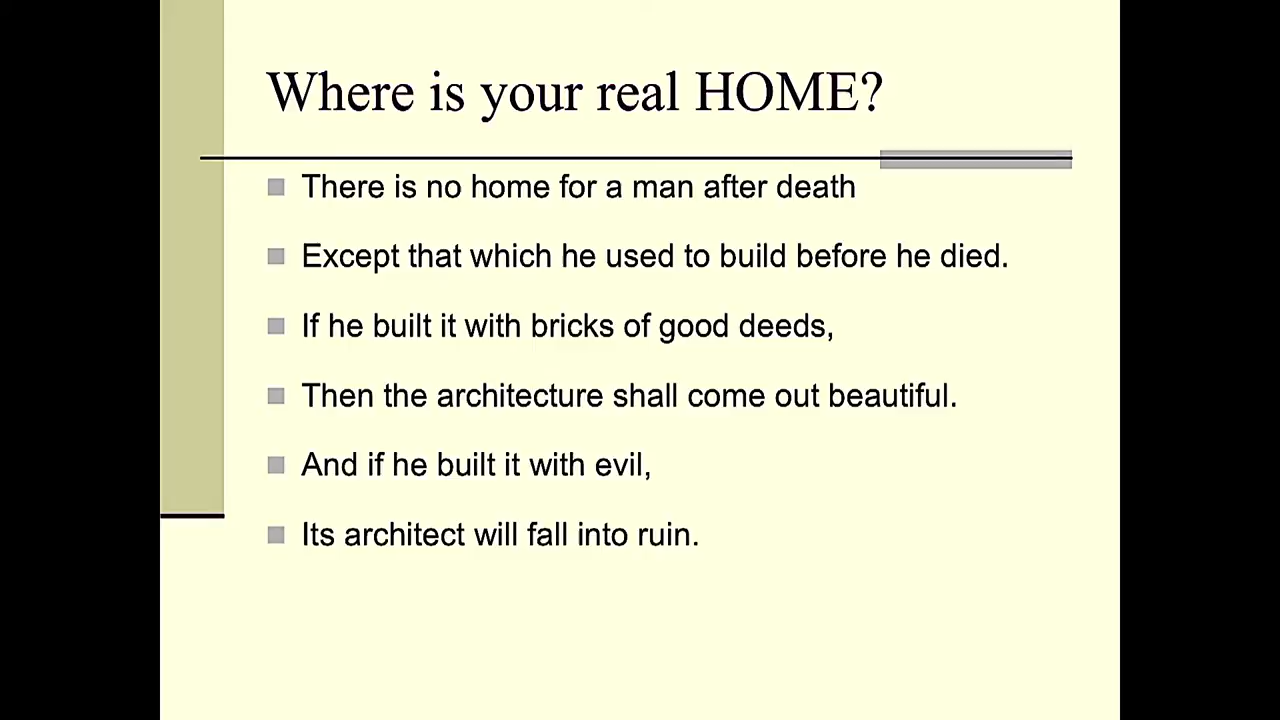 Where is your real HOME?
There is no home for a man after death
Except that which he used to build before he died.
If he built it with bricks of good deeds,
Then the architecture shall come out beautiful.
And if he built it with evil,
Its architect will fall into ruin.